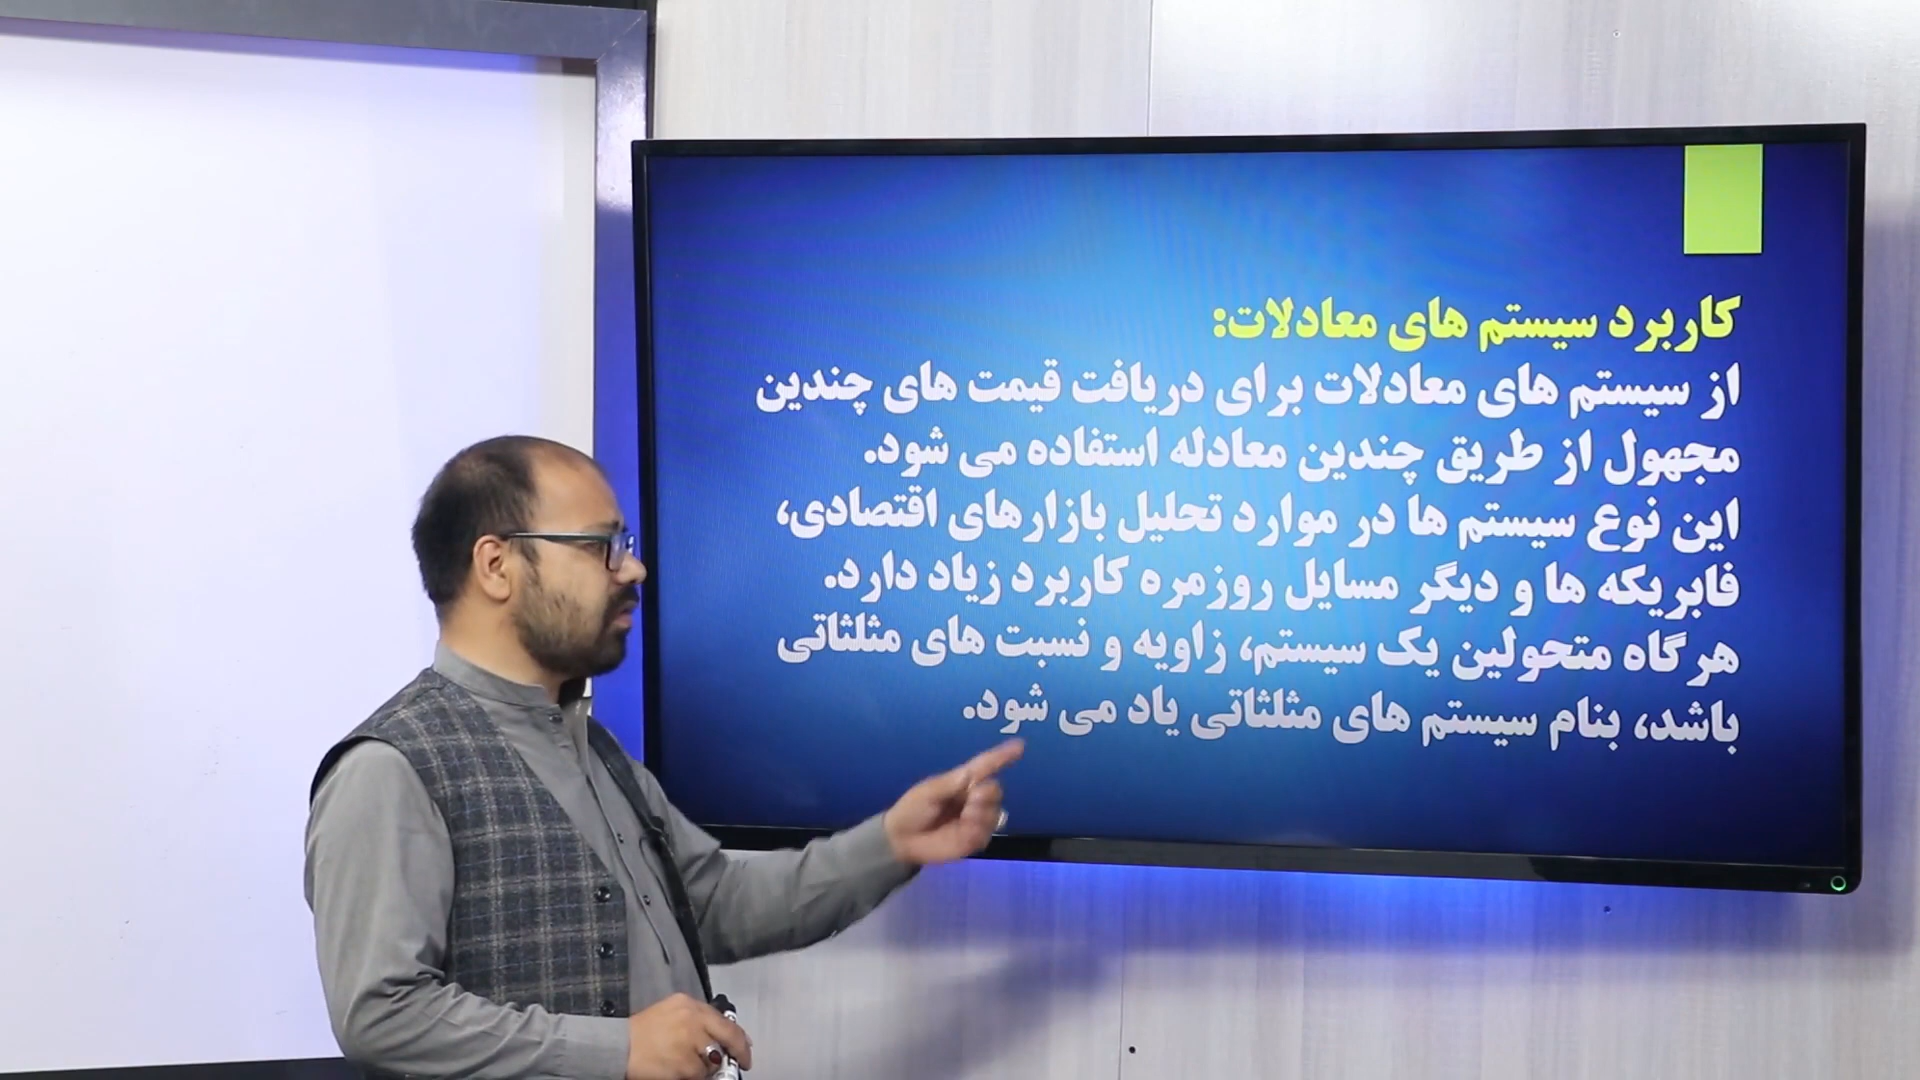 کاربرد سیستم های معادلات:
از سیستم های معادلات برای دریافت قیمت های چندین
مجهول از طریق چندین معادله استفاده می شود.
این نوع سیستم ها در موارد تحلیل بازارهای اقتصادی،
فابریکه ها و دیگر مسایل روزمره کاربرد زیاد دارد.
هرگاه متحولین یک سیستم، زاویه و نسبت های مثلثاتی
باشد، بنام سیستم های مثلثاتی یاد می شود.